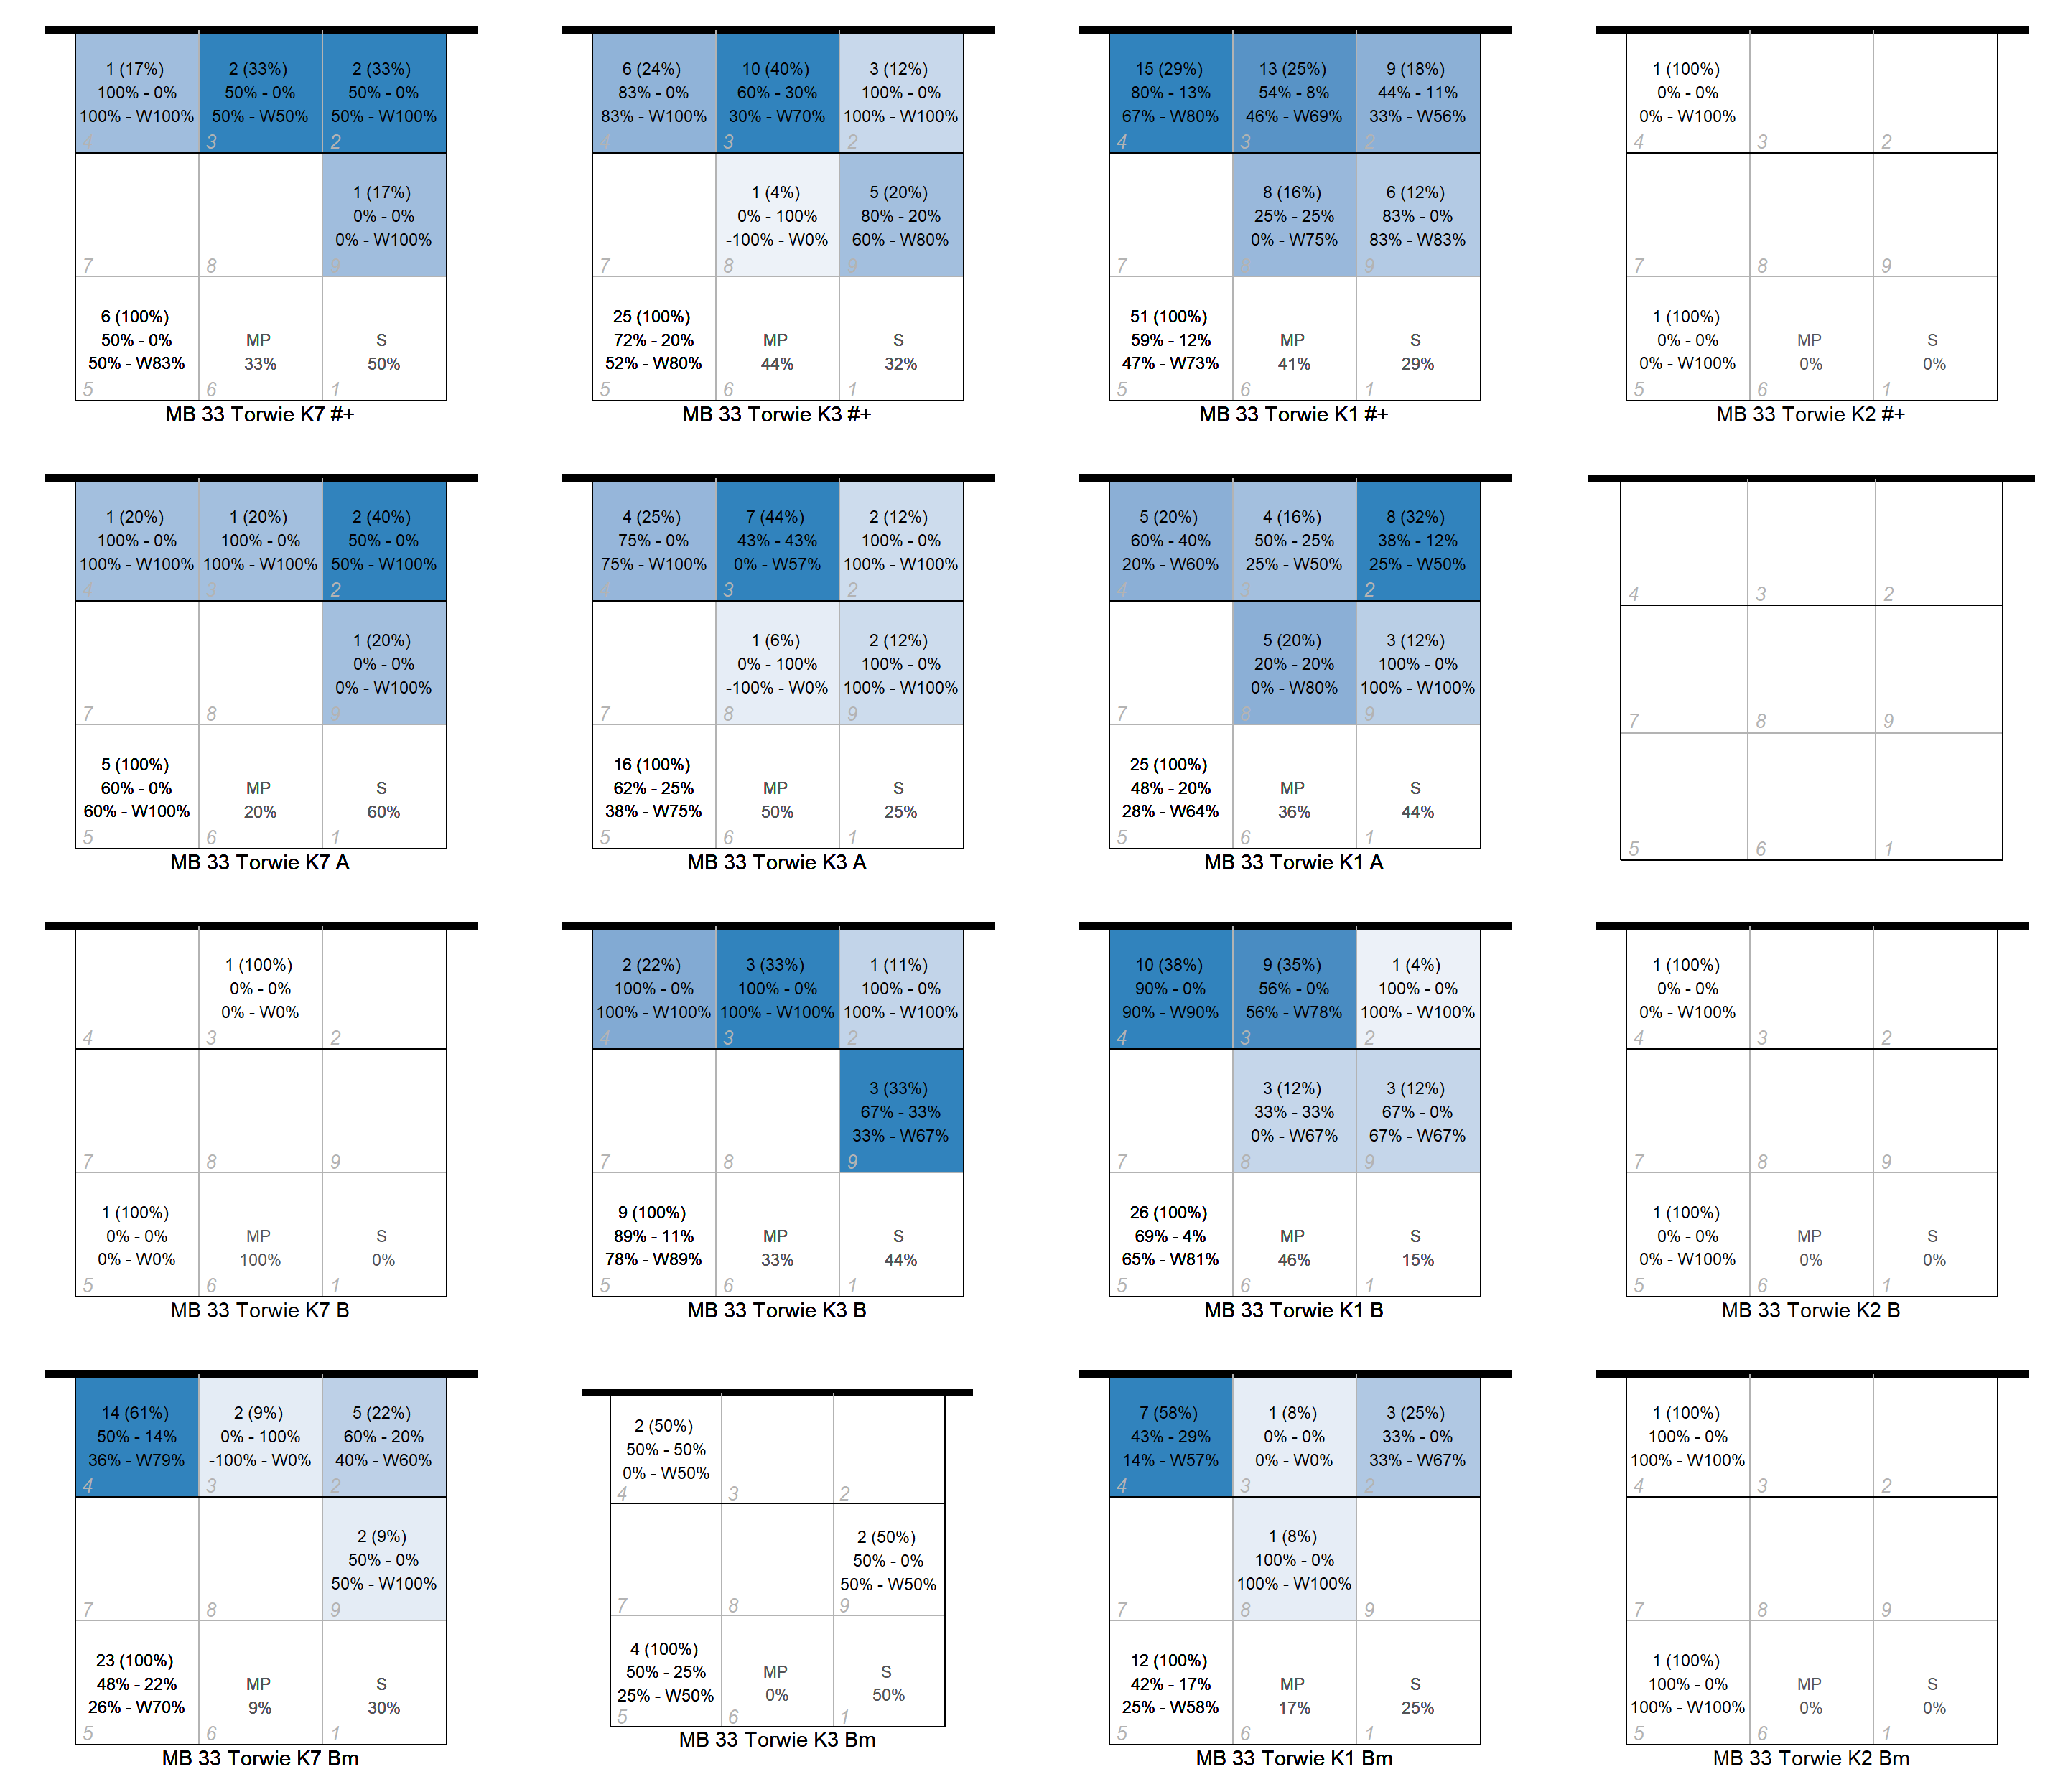 1 (17%)
100% - 0%
100% - W100%
4
2 (33%)
50% - 0%
50% - W50%
3
2 (33%)
50% - 0%
50% - W100%
2
7
8
1 (17%)
0% - 0%
0% - W100%
9
6 (100%)
50% - 0%
50% - W83%
5
MP
33%
6
S
50%
1
MB 33 Torwie K7 #+
6 (24%)
83% - 0%
83% - W100%
4
10 (40%)
60% - 30%
30% - W70%
3
3 (12%)
100% - 0%
100% - W100%
2
7
1 (4%)
0% - 100%
-100% - W0%
8
5 (20%)
80% - 20%
60% - W80%
9
25 (100%)
72% - 20%
52% - W80%
5
MP
44%
6
S
32%
1
MB 33 Torwie K3 #+
15 (29%)
80% - 13%
67% - W80%
4
13 (25%)
54% - 8%
46% - W69%
3
9 (18%)
44% - 11%
33% - W56%
2
7
8 (16%)
25% - 25%
0% - W75%
8
6 (12%)
83% - 0%
83% - W83%
9
51 (100%)
59% - 12%
47% - W73%
5
MP
41%
6
S
29%
1
MB 33 Torwie K1 #+
1 (100%)
0% - 0%
0% - W100%
4
3
2
7
8
9
1 (100%)
0% - 0%
0% - W100%
5
MP
0%
6
S
0%
1
MB 33 Torwie K2 #+
1 (20%)
100% - 0%
100% - W100%
4
1 (20%)
100% - 0%
100% - W100%
3
2 (40%)
50% - 0%
50% - W100%
2
7
8
1 (20%)
0% - 0%
0% - W100%
9
5 (100%)
60% - 0%
60% - W100%
5
MP
20%
6
S
60%
1
MB 33 Torwie K7 A
4 (25%)
75% - 0%
75% - W100%
4
7 (44%)
43% - 43%
0% - W57%
3
2 (12%)
100% - 0%
100% - W100%
2
7
1 (6%)
0% - 100%
-100% - W0%
8
2 (12%)
100% - 0%
100% - W100%
9
16 (100%)
62% - 25%
38% - W75%
5
MP
50%
6
S
25%
1
MB 33 Torwie K3 A
5 (20%)
60% - 40%
20% - W60%
4
4 (16%)
50% - 25%
25% - W50%
3
8 (32%)
38% - 12%
25% - W50%
2
7
5 (20%)
20% - 20%
0% - W80%
8
3 (12%)
100% - 0%
100% - W100%
9
25 (100%)
48% - 20%
28% - W64%
5
MP
36%
6
S
44%
1
MB 33 Torwie K1 A
4
3
2
7
8
9
5
6
1
4
1 (100%)
0% - 0%
0% - W0%
3
2
7
8
9
1 (100%)
0% - 0%
0% - W0%
5
MP
100%
6
S
0%
1
MB 33 Torwie K7 B
2 (22%)
100% - 0%
100% - W100%
4
3 (33%)
100% - 0%
100% - W100%
3
1 (11%)
100% - 0%
100% - W100%
2
7
8
3 (33%)
67% - 33%
33% - W67%
9
9 (100%)
89% - 11%
78% - W89%
5
MP
33%
6
S
44%
1
MB 33 Torwie K3 B
10 (38%)
90% - 0%
90% - W90%
4
9 (35%)
56% - 0%
56% - W78%
3
1 (4%)
100% - 0%
100% - W100%
2
7
3 (12%)
33% - 33%
0% - W67%
8
3 (12%)
67% - 0%
67% - W67%
9
26 (100%)
69% - 4%
65% - W81%
5
MP
46%
6
S
15%
1
MB 33 Torwie K1 B
1 (100%)
0% - 0%
0% - W100%
4
3
2
7
8
9
1 (100%)
0% - 0%
0% - W100%
5
MP
0%
6
S
0%
1
MB 33 Torwie K2 B
14 (61%)
50% - 14%
36% - W79%
4
2 (9%)
0% - 100%
-100% - W0%
3
5 (22%)
60% - 20%
40% - W60%
2
7
8
2 (9%)
50% - 0%
50% - W100%
9
23 (100%)
48% - 22%
26% - W70%
5
MP
9%
6
S
30%
1
MB 33 Torwie K7 Bm
2 (50%)
50% - 50%
0% - W50%
4
3
2
7
8
2 (50%)
50% - 0%
50% - W50%
9
4 (100%)
50% - 25%
25% - W50%
5
MP
0%
6
S
50%
1
MB 33 Torwie K3 Bm
7 (58%)
43% - 29%
14% - W57%
4
1 (8%)
0% - 0%
0% - W0%
3
3 (25%)
33% - 0%
33% - W67%
2
7
1 (8%)
100% - 0%
100% - W100%
8
9
12 (100%)
42% - 17%
25% - W58%
5
MP
17%
6
S
25%
1
MB 33 Torwie K1 Bm
1 (100%)
100% - 0%
100% - W100%
4
3
2
7
8
9
1 (100%)
100% - 0%
100% - W100%
5
MP
0%
6
S
0%
1
MB 33 Torwie K2 Bm